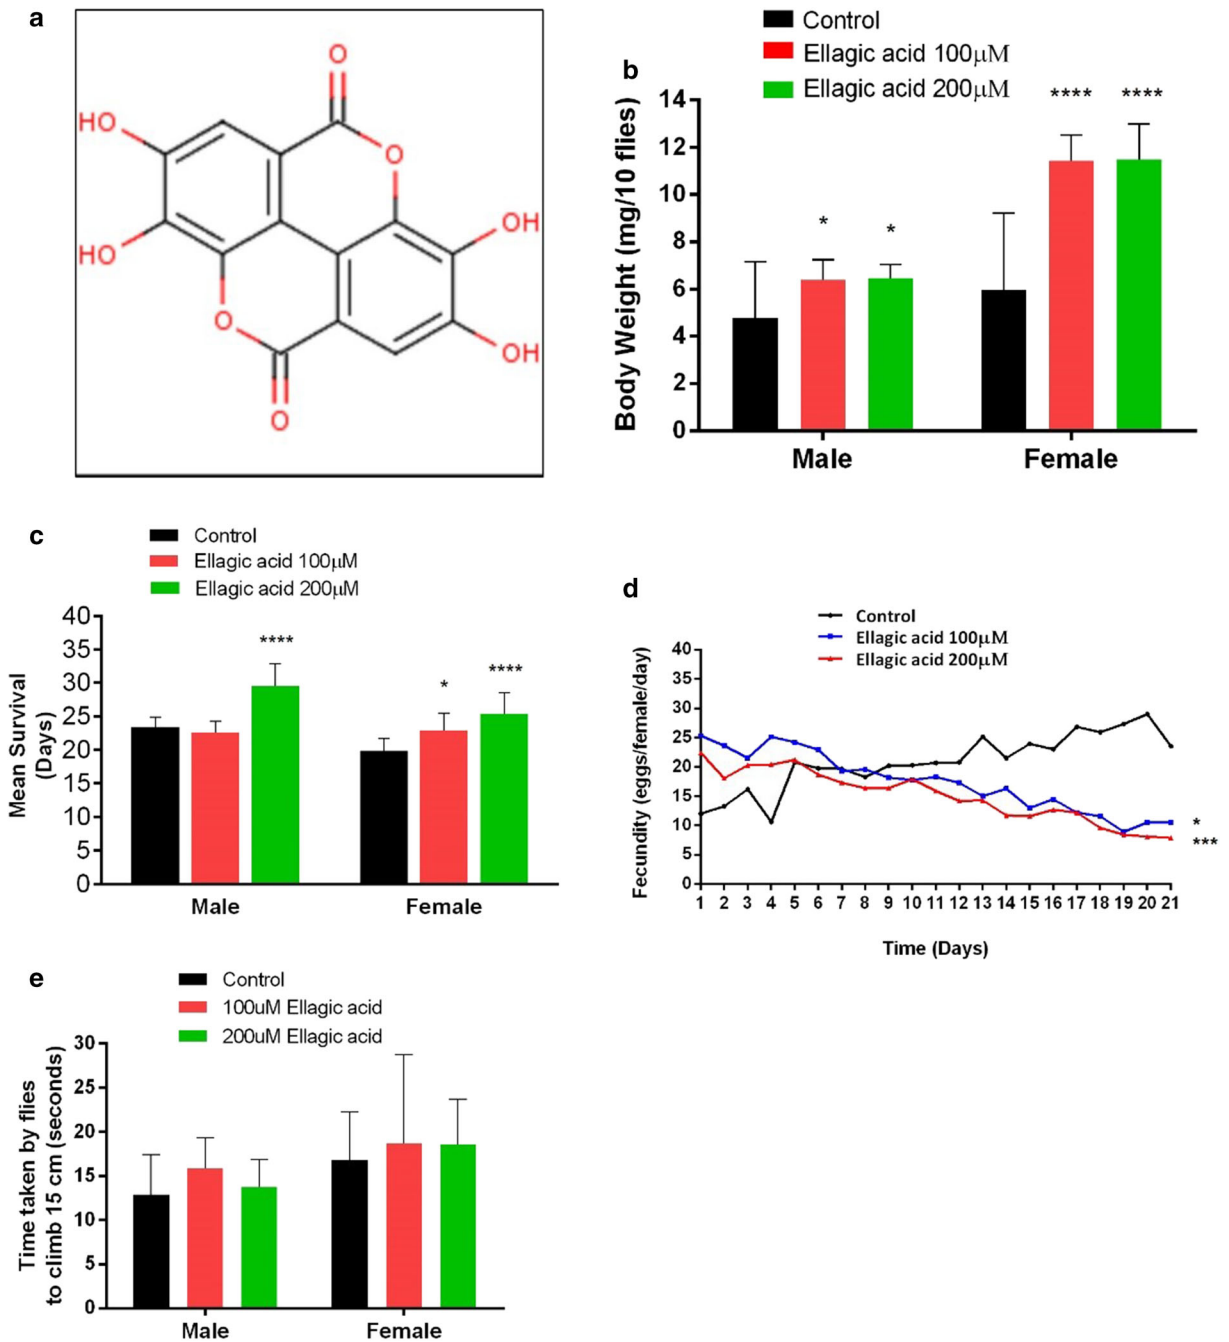 a
O
HO
O
HO
OH
O
OH
O
b
Control
Ellagic acid 100μM
Ellagic acid 200μM
Body Weight (mg/10 flies)
14
12
10
8
6
4
2
0
* * **** ****
Male Female
c
Control
Ellagic acid 100μM
Ellagic acid 200μM
Mean Survival
(Days)
40
35
30
25
20
15
10
5
0
**** * ****
Male Female
d
Control
Ellagic acid 100μM
Ellagic acid 200μM
Fecundity (eggs/female/day)
40
35
30
25
20
15
10
5
0
*
***
1 2 3 4 5 6 7 8 9 10 11 12 13 14 15 16 17 18 19 20 21
Time (Days)
e
Control
100uM Ellagic acid
200uM Ellagic acid
Time taken by flies
to climb 15 cm (seconds)
30
25
20
15
10
5
0
Male Female